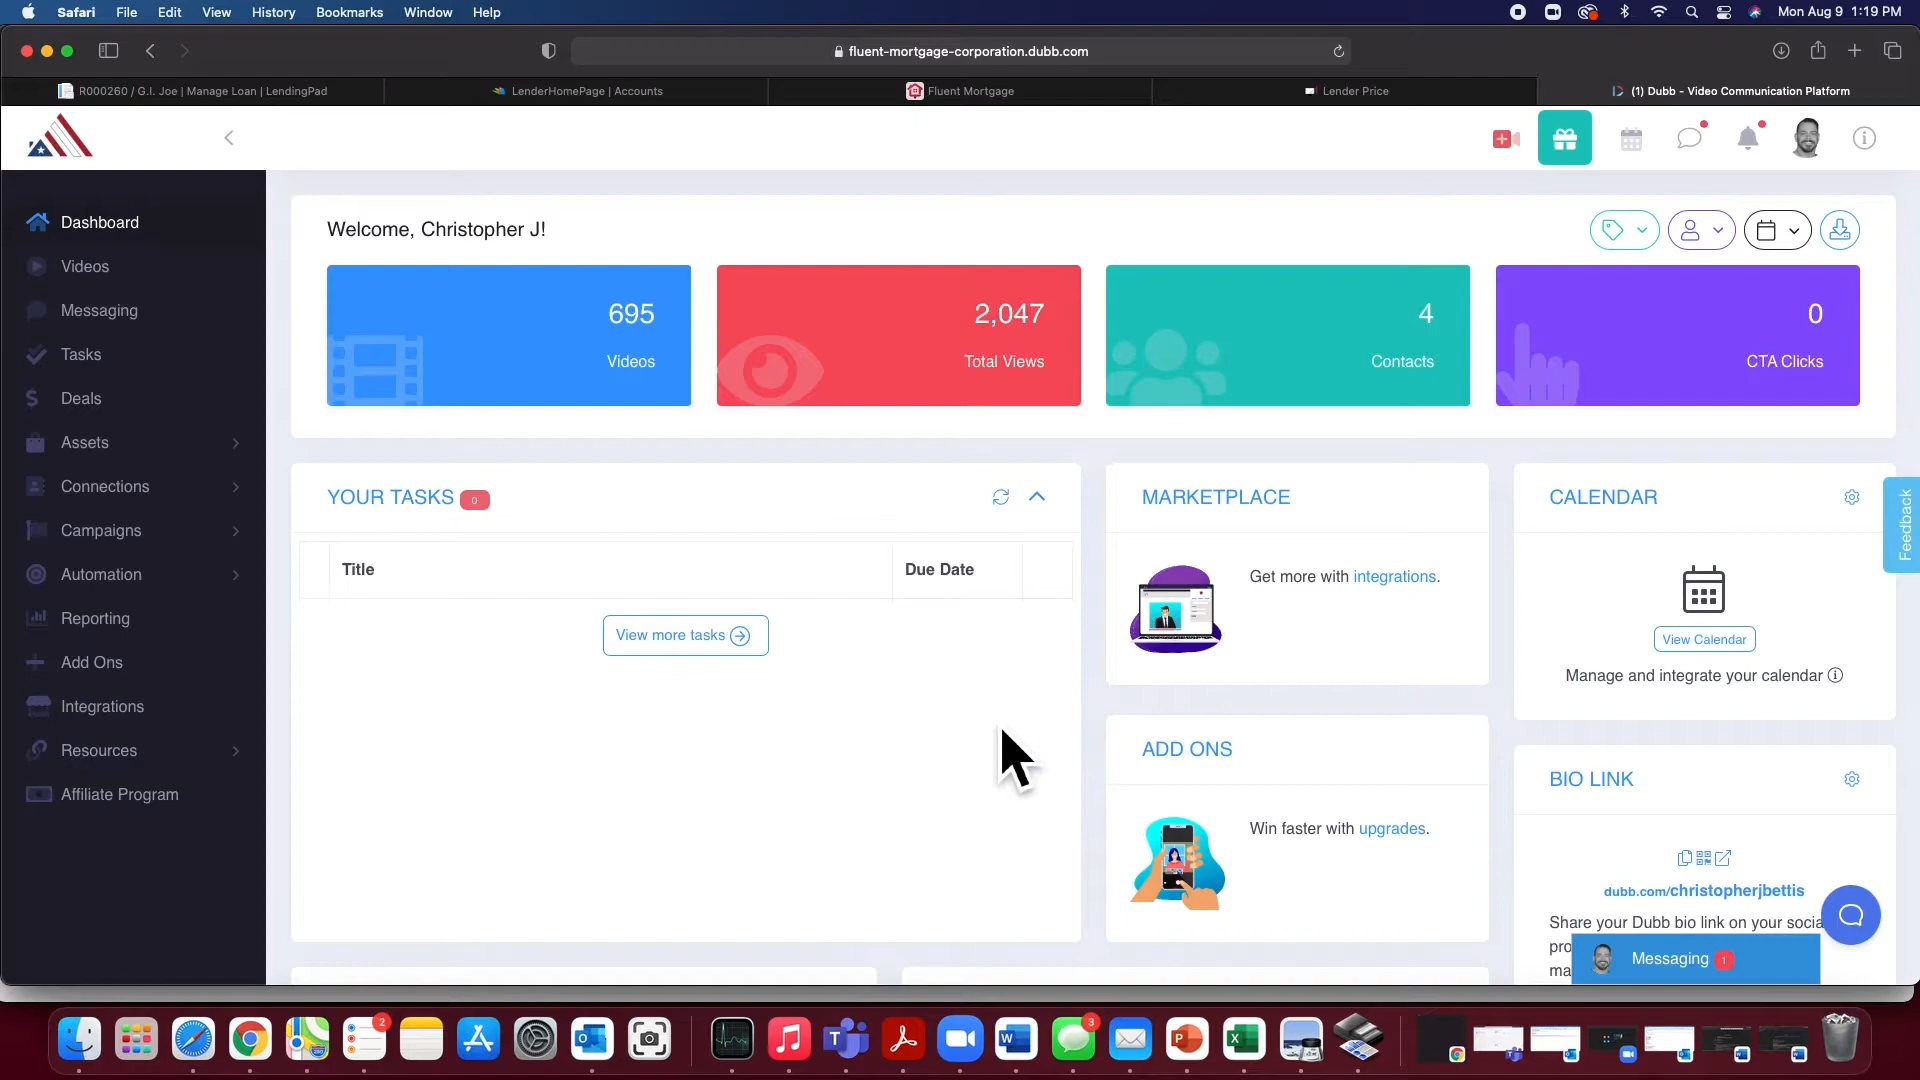 Safari File Edit View History Bookmarks Window Help Mon Aug 9 1:19 PM
fluent-mortgage-corporation.dubb.com
R000260 / G.I. Joe | Manage Loan | LendingPad
LenderHomePage | Accounts
Fluent Mortgage
Lender Price
(1) Dubb - Video Communication Platform
Dashboard
Videos
Messaging
Tasks
Deals
Assets
Connections
Campaigns
Automation
Reporting
Add Ons
Integrations
Resources
Affiliate Program
Welcome, Christopher J!
695
Videos
2,047
Total Views
4
Contacts
0
CTA Clicks
YOUR TASKS 0
Title Due Date
View more tasks
MARKETPLACE
Get more with integrations.
ADD ONS
Win faster with upgrades.
CALENDAR
View Calendar
Manage and integrate your calendar
BIO LINK
dubb.com/christopherjbettis
Share your Dubb bio link on your socia
pro
ma
Messaging 1
Feedback
2
3